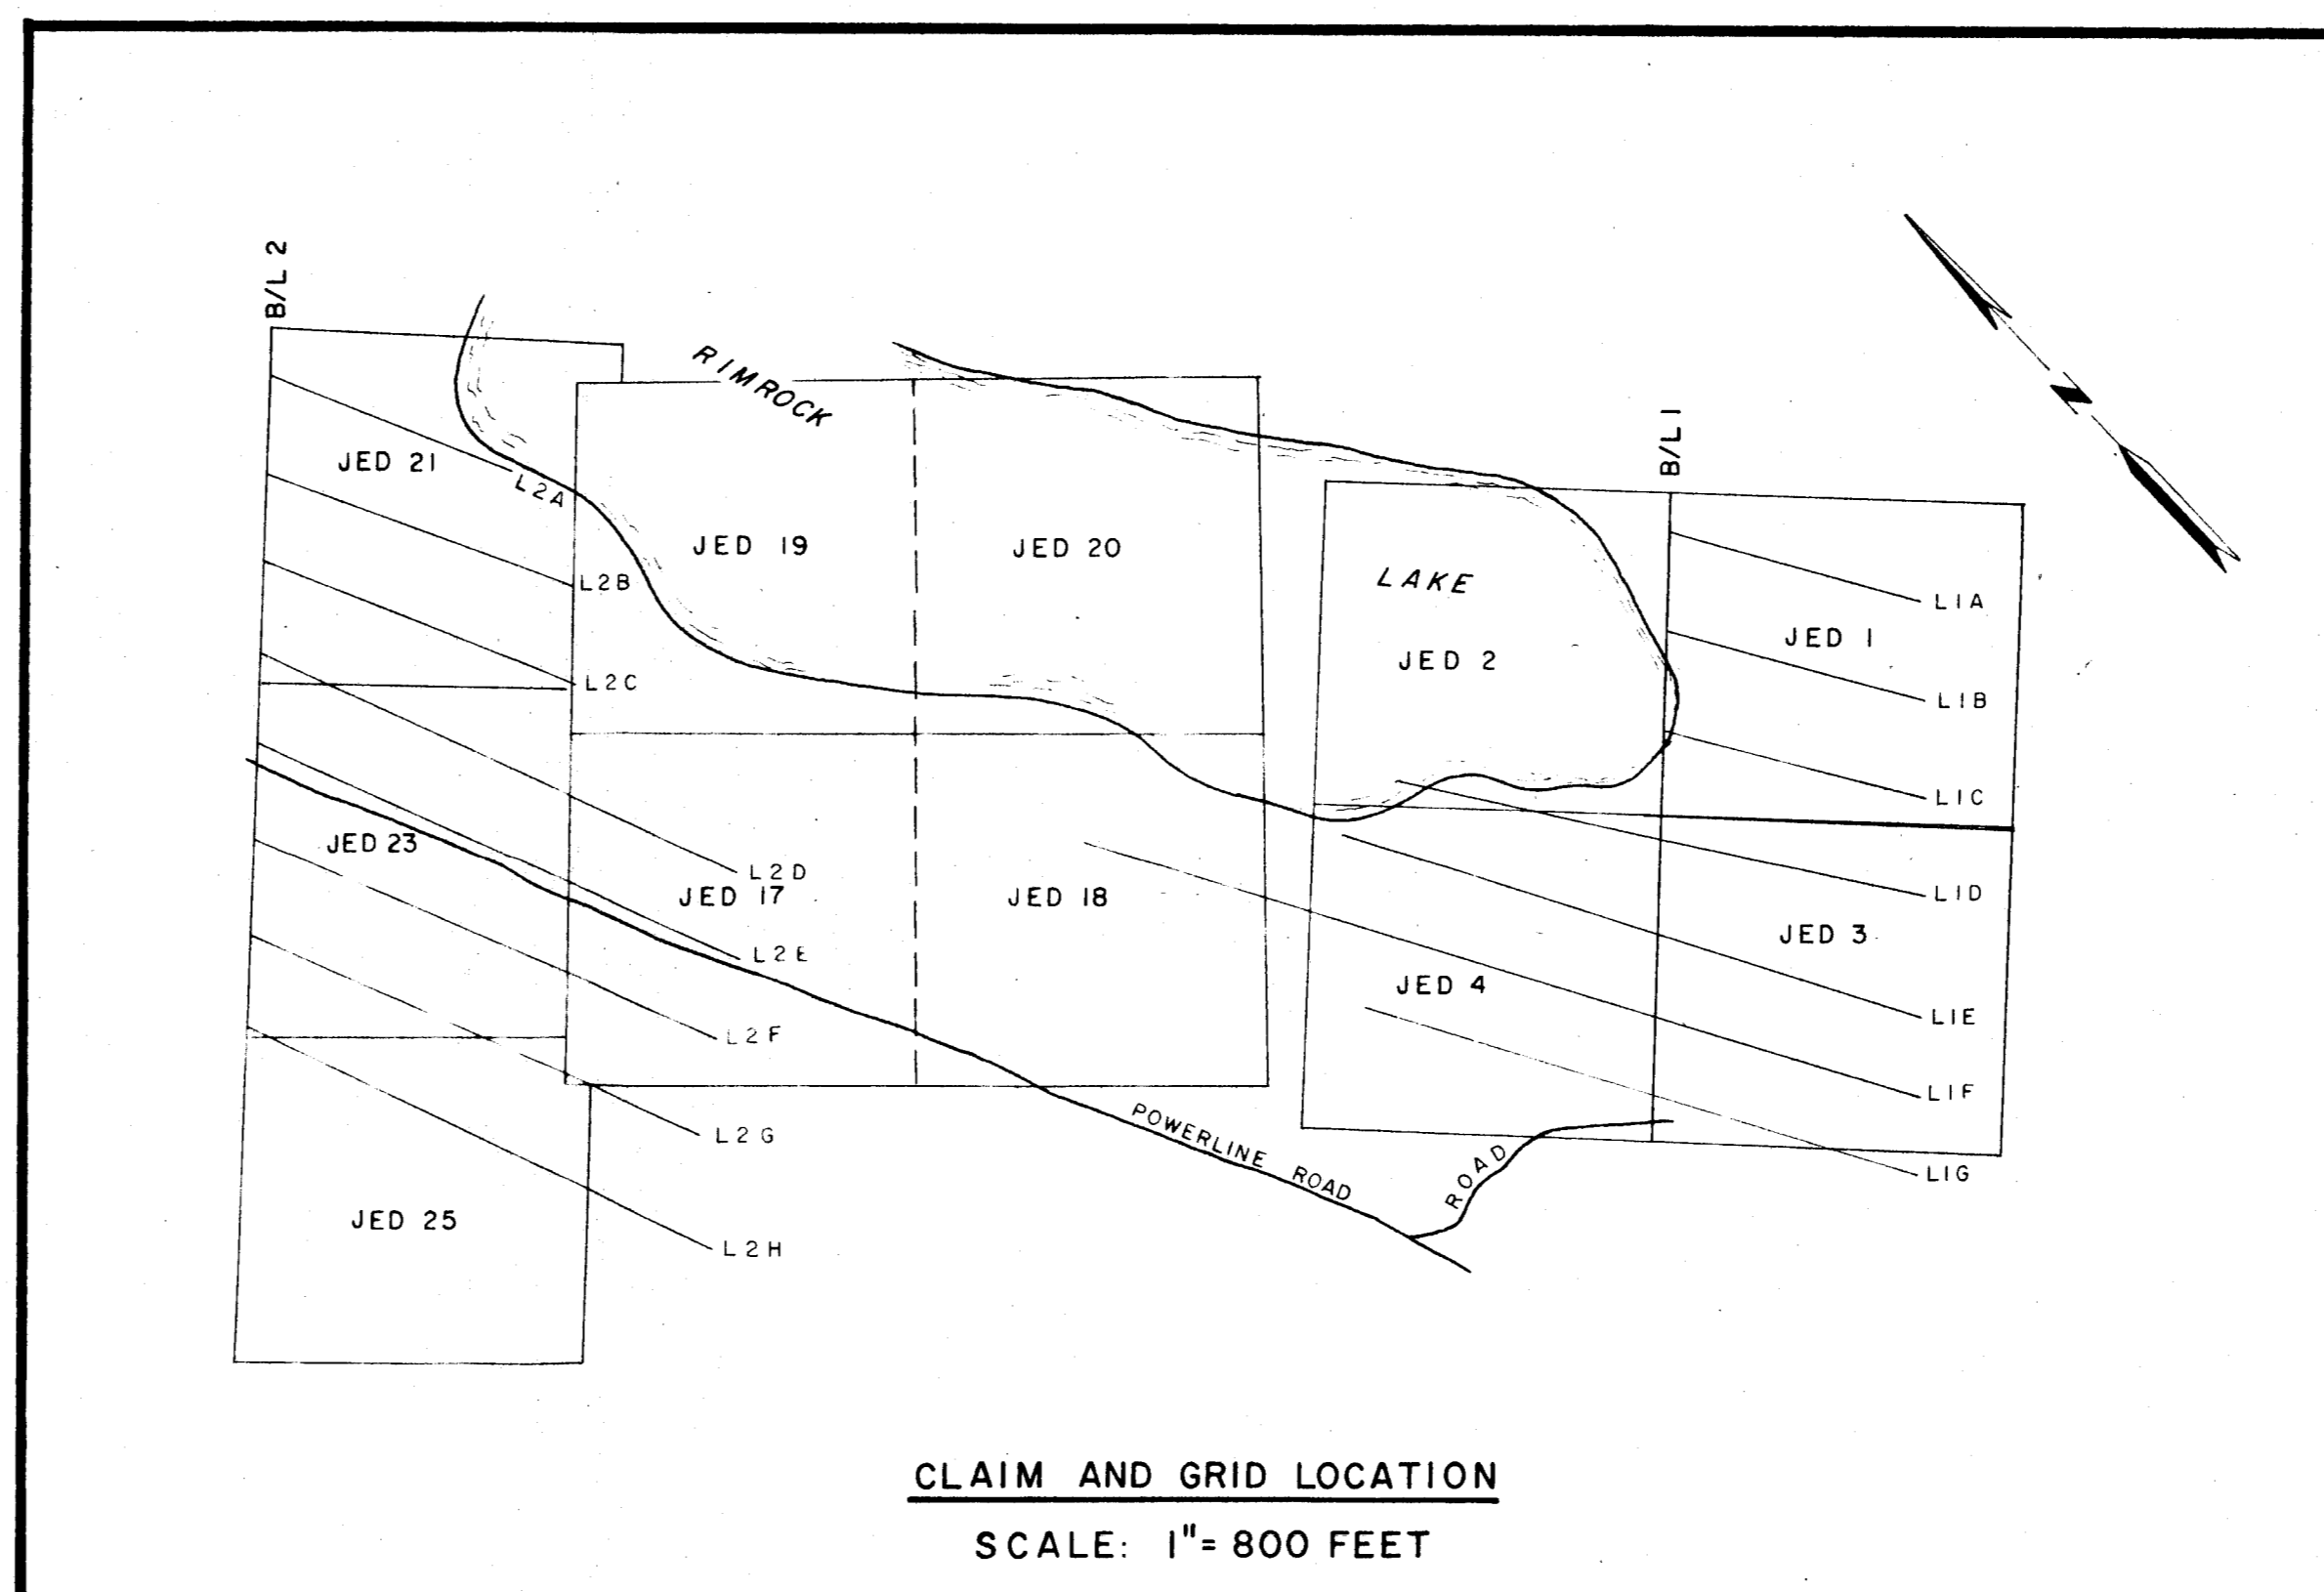 B/L 2
RIMROCK
B/L 1
JED 21
L2A
JED 19
JED 20
LAKE
L2B
L1A
JED 1
JED 2
L2C
L1B
L1C
JED 23
L2D
JED 17
JED 18
L1D
JED 3
L2E
JED 4
L1E
L2F
L1F
L2G
POWERLINE ROAD
ROAD
L1G
JED 25
L2H
CLAIM AND GRID LOCATION
SCALE: 1"= 800 FEET
N